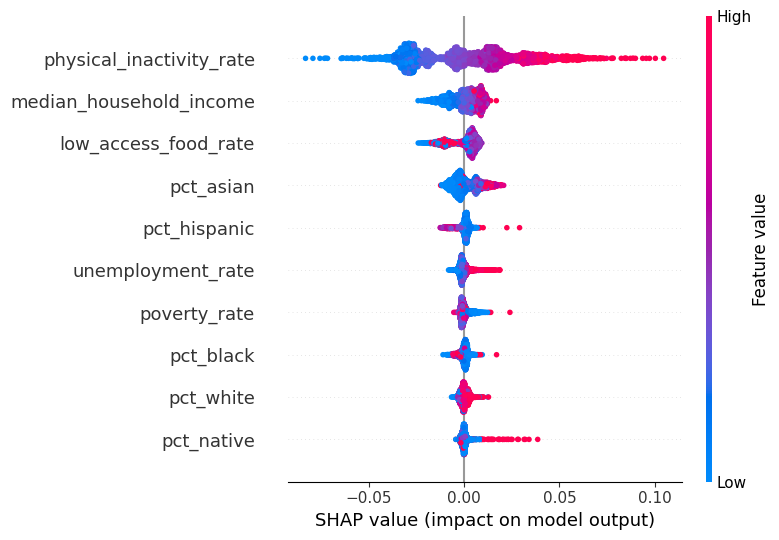 High
physical_inactivity_rate
median_household_income
low_access_food_rate
pct_asian
pct_hispanic
unemployment_rate
poverty_rate
pct_black
pct_white
pct_native
Feature value
Low
−0.05 0.00 0.05 0.10
SHAP value (impact on model output)